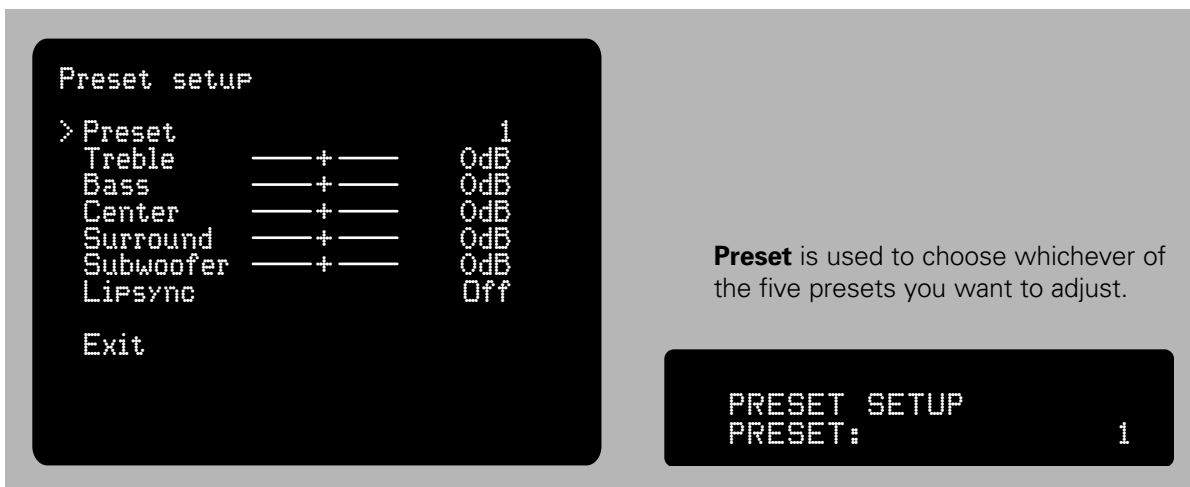 Preset setup
> Preset 1
Treble ——+—— 0dB
Bass ——+—— 0dB
Center ——+—— 0dB
Surround ——+—— 0dB
Subwoofer ——+—— 0dB
Lipsync Off
Exit
Preset is used to choose whichever of
the five presets you want to adjust.
PRESET SETUP
PRESET: 1